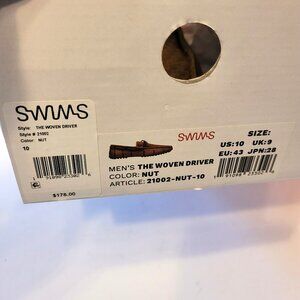 SWIMS
Style: THE WOVEN DRIVER
Style # 21002
Color: NUT
10
$178.00
SWIMS
MEN'S THE WOVEN DRIVER
COLOR: NUT
ARTICLE: 21002-NUT-10
SIZE:
US:10 UK:9
EU:43 JPN:28